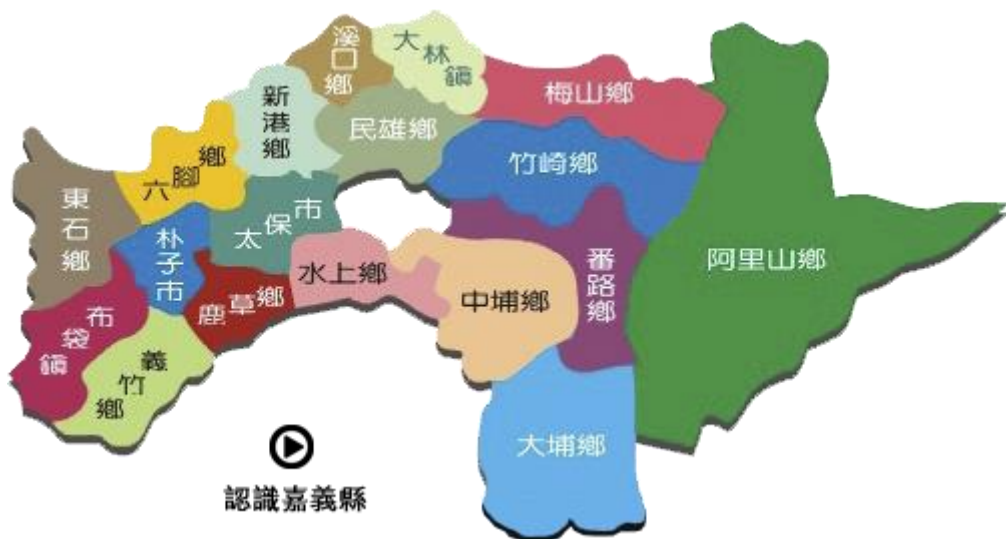 溪口鄉
大林鎮
梅山鄉
新港鄉
民雄鄉
竹崎鄉
六腳鄉
東石鄉
朴子市
太保市
水上鄉
番路鄉
阿里山鄉
中埔鄉
鹿草鄉
布袋鎮
義竹鄉
大埔鄉
認識嘉義縣